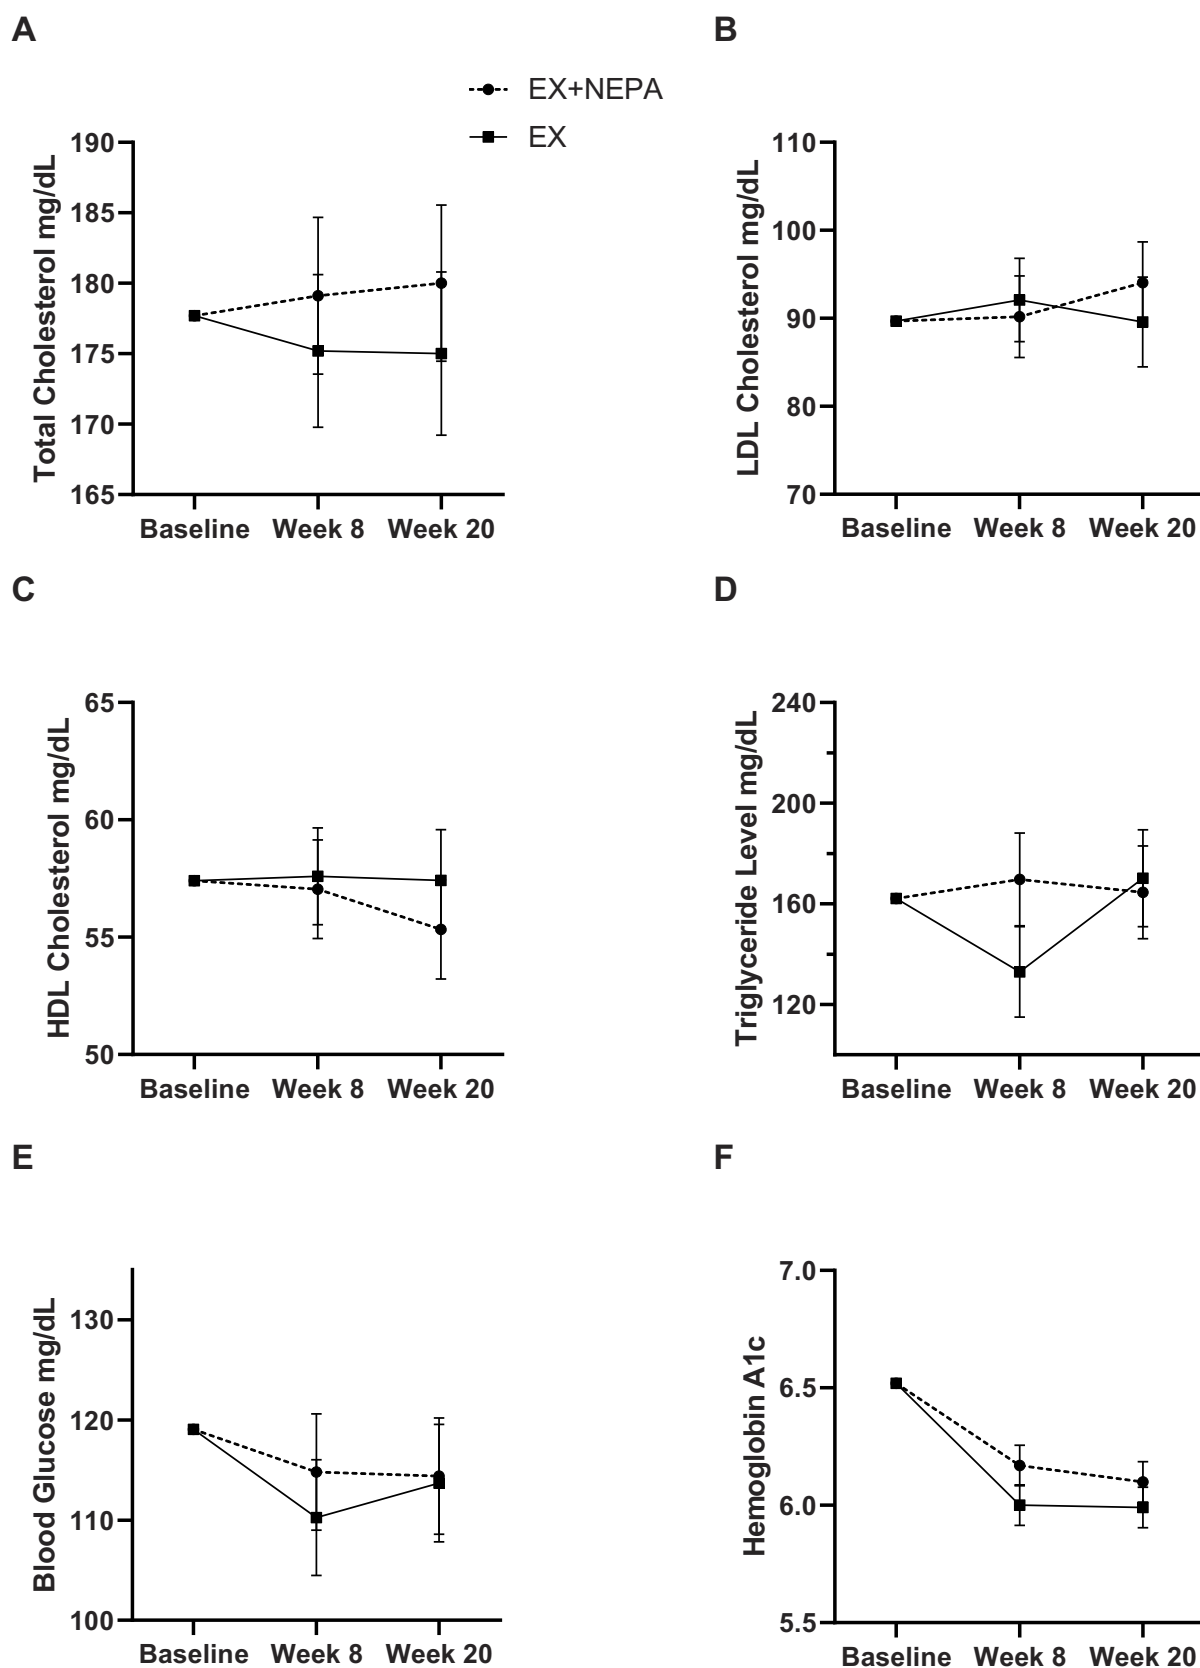 A
EX+NEPA
EX
Total Cholesterol mg/dL
190
185
180
175
170
165
Baseline Week 8 Week 20
B
LDL Cholesterol mg/dL
110
100
90
80
70
Baseline Week 8 Week 20
C
HDL Cholesterol mg/dL
65
60
55
50
Baseline Week 8 Week 20
D
Triglyceride Level mg/dL
240
200
160
120
Baseline Week 8 Week 20
E
Blood Glucose mg/dL
130
120
110
100
Baseline Week 8 Week 20
F
Hemoglobin A1c
7.0
6.5
6.0
5.5
Baseline Week 8 Week 20